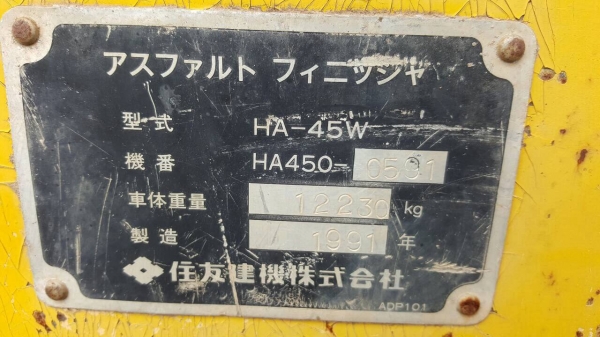 アスファルト フィニッシャ
型式 HA-45W
機番 HA450-0501
車体重量 12230 kg
製造 1991 年
住友建機株式会社
ADP101